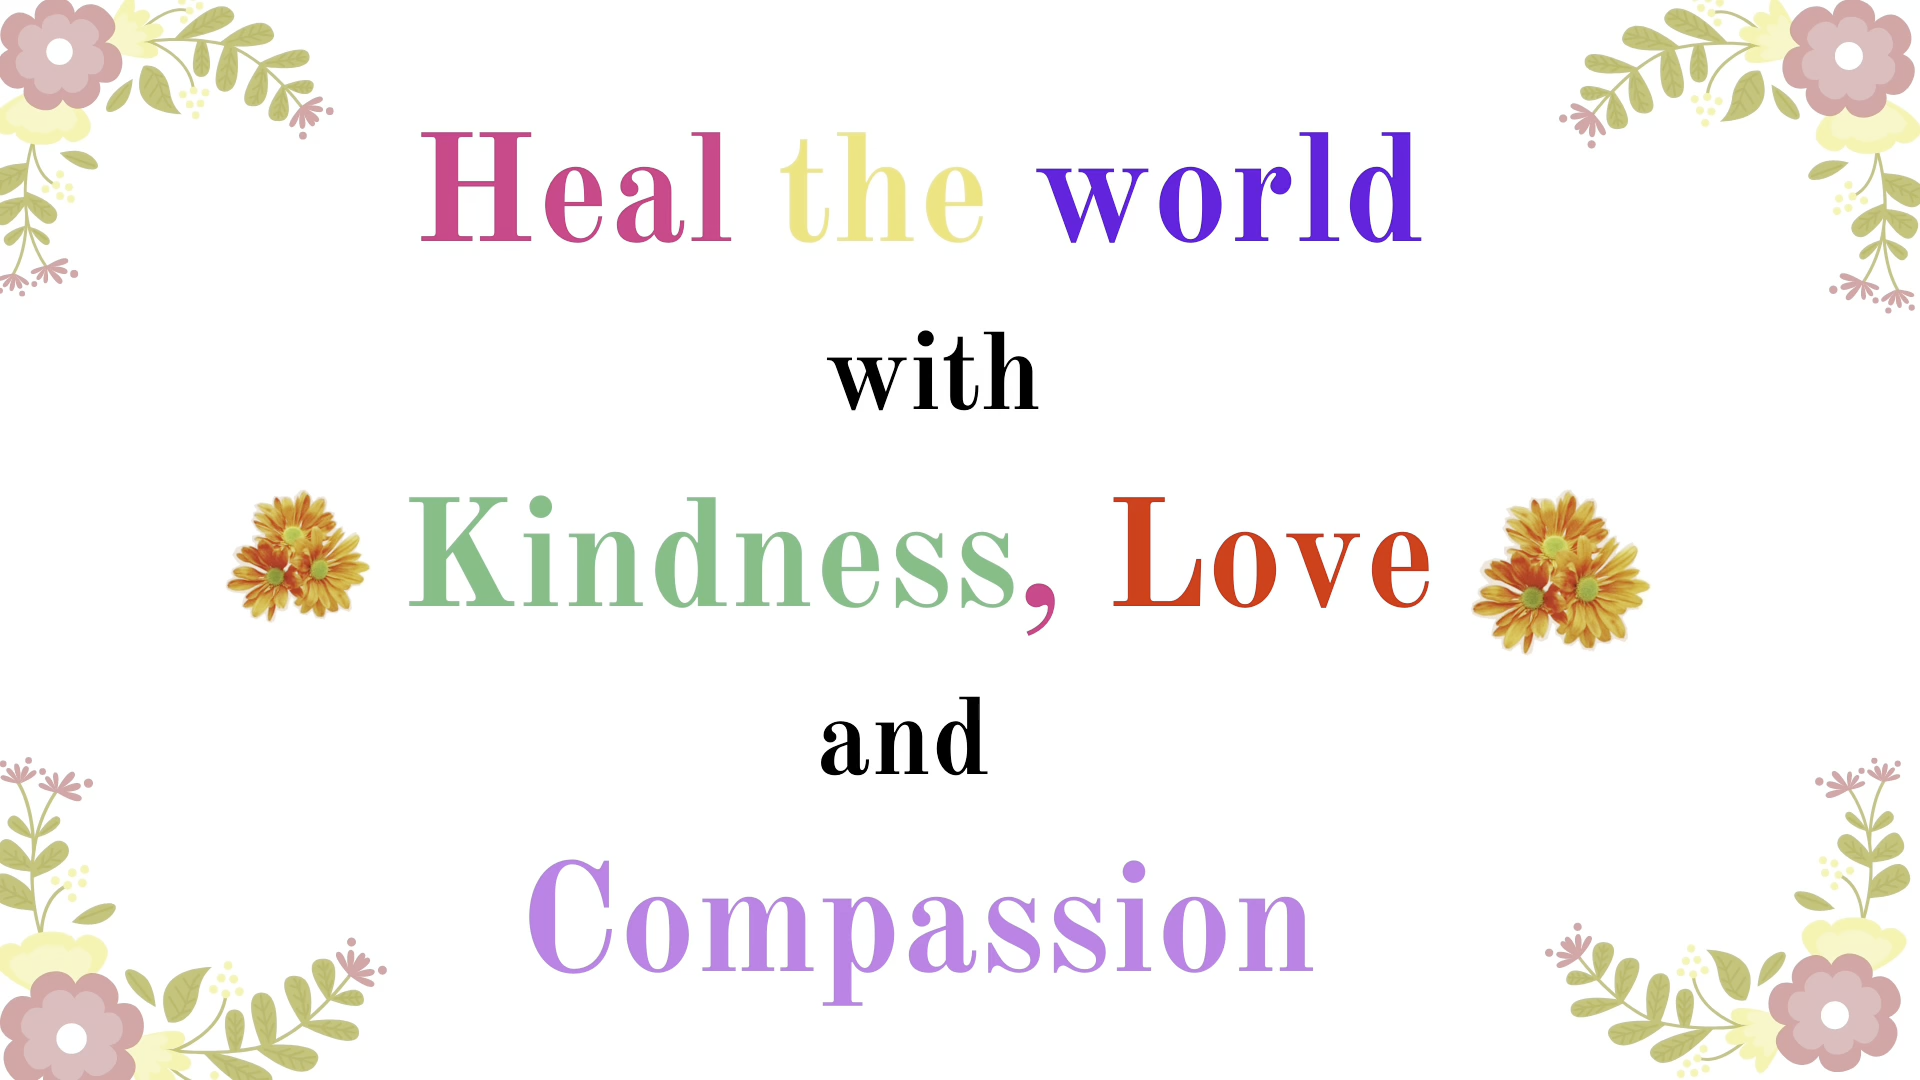 Heal the world
with
Kindness, Love
and
Compassion